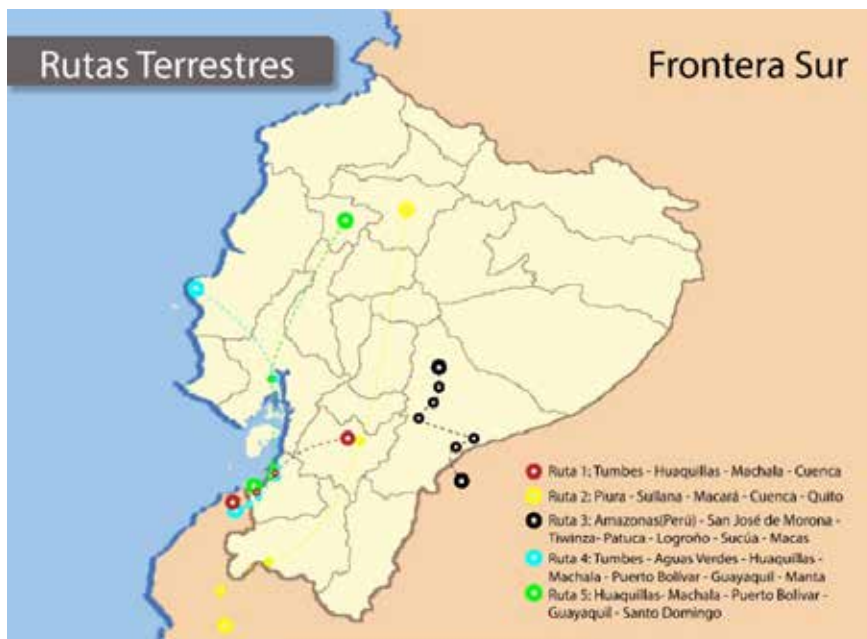 Rutas Terrestres
Frontera Sur
Ruta 1: Tumbes - Huaquillas - Machala - Cuenca
Ruta 2: Piura - Sullana - Macará - Cuenca - Quito
Ruta 3: Amazonas(Perú) - San José de Morona -
Tiwinza- Patuca - Logroño - Sucúa - Macas
Ruta 4: Tumbes - Aguas Verdes - Huaquillas -
Machala - Puerto Bolívar - Guayaquil - Manta
Ruta 5: Huaquillas- Machala - Puerto Bolívar -
Guayaquil - Santo Domingo